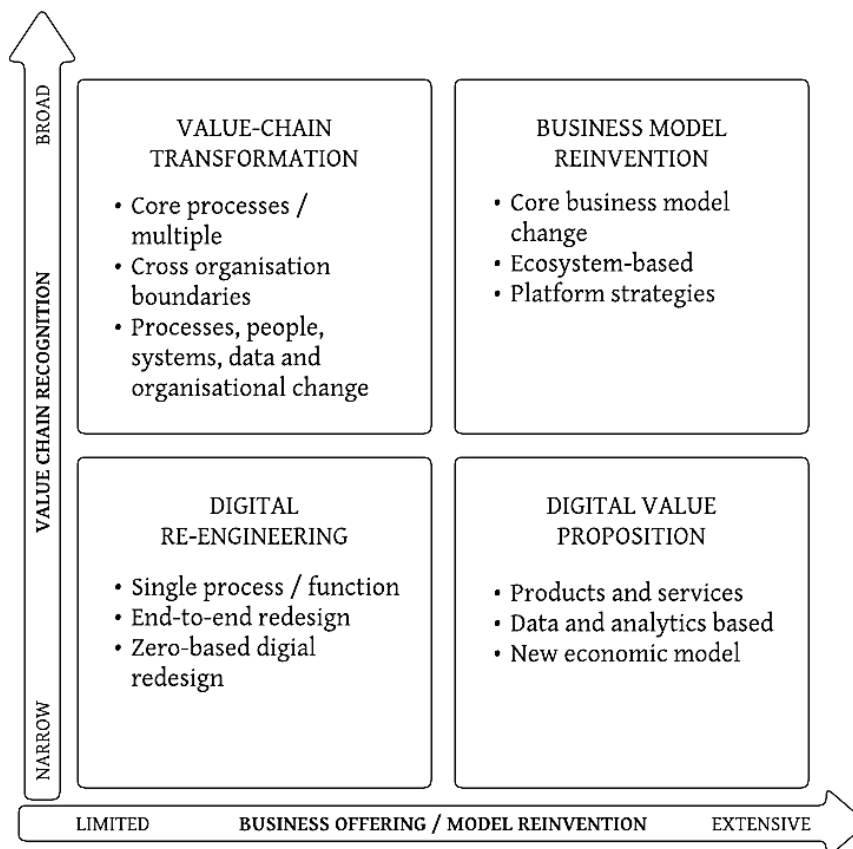 BROAD
VALUE CHAIN RECOGNITION
NARROW
VALUE-CHAIN
TRANSFORMATION
• Core processes /
multiple
• Cross organisation
boundaries
• Processes, people,
systems, data and
organisational change
BUSINESS MODEL
REINVENTION
• Core business model
change
• Ecosystem-based
• Platform strategies
DIGITAL
RE-ENGINEERING
• Single process / function
• End-to-end redesign
• Zero-based digial
redesign
DIGITAL VALUE
PROPOSITION
• Products and services
• Data and analytics based
• New economic model
LIMITED
BUSINESS OFFERING / MODEL REINVENTION
EXTENSIVE